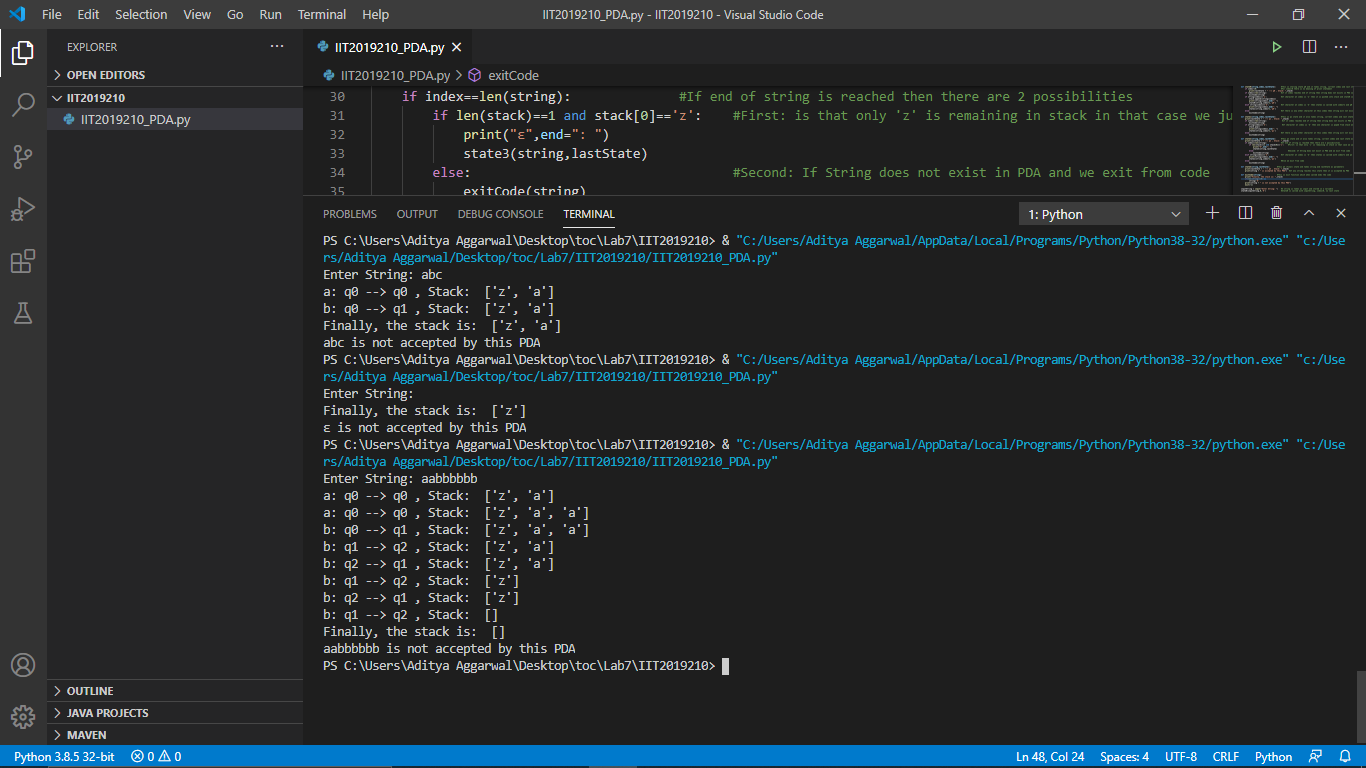 File Edit Selection View Go Run Terminal Help
IIT2019210_PDA.py - IIT2019210 - Visual Studio Code
EXPLORER
OPEN EDITORS
IIT2019210
IIT2019210_PDA.py
OUTLINE
JAVA PROJECTS
MAVEN
IIT2019210_PDA.py
IIT2019210_PDA.py > exitCode
30 if index==len(string): #If end of string is reached then there are 2 possibilities
31 if len(stack)==1 and stack[0]=='z': #First: is that only 'z' is remaining in stack in that case we ju
32 print("ε",end=": ")
33 state3(string,lastState)
34 else: #Second: If String does not exist in PDA and we exit from code
35 exitCode(string)
PROBLEMS OUTPUT DEBUG CONSOLE TERMINAL
1: Python
PS C:\Users\Aditya Aggarwal\Desktop\toc\Lab7\IIT2019210> & "C:/Users/Aditya Aggarwal/AppData/Local/Programs/Python/Python38-32/python.exe" "c:/Use
rs/Aditya Aggarwal/Desktop/toc/Lab7/IIT2019210/IIT2019210_PDA.py"
Enter String: abc
a: q0 --> q0 , Stack:  ['z', 'a']
b: q0 --> q1 , Stack:  ['z', 'a']
Finally, the stack is:  ['z', 'a']
abc is not accepted by this PDA
PS C:\Users\Aditya Aggarwal\Desktop\toc\Lab7\IIT2019210> & "C:/Users/Aditya Aggarwal/AppData/Local/Programs/Python/Python38-32/python.exe" "c:/Use
rs/Aditya Aggarwal/Desktop/toc/Lab7/IIT2019210/IIT2019210_PDA.py"
Enter String:
Finally, the stack is:  ['z']
ε is not accepted by this PDA
PS C:\Users\Aditya Aggarwal\Desktop\toc\Lab7\IIT2019210> & "C:/Users/Aditya Aggarwal/AppData/Local/Programs/Python/Python38-32/python.exe" "c:/Use
rs/Aditya Aggarwal/Desktop/toc/Lab7/IIT2019210/IIT2019210_PDA.py"
Enter String: aabbbbbb
a: q0 --> q0 , Stack:  ['z', 'a']
a: q0 --> q0 , Stack:  ['z', 'a', 'a']
b: q0 --> q1 , Stack:  ['z', 'a', 'a']
b: q1 --> q2 , Stack:  ['z', 'a']
b: q2 --> q1 , Stack:  ['z', 'a']
b: q1 --> q2 , Stack:  ['z']
b: q2 --> q1 , Stack:  ['z']
b: q1 --> q2 , Stack:  []
Finally, the stack is:  []
aabbbbbb is not accepted by this PDA
PS C:\Users\Aditya Aggarwal\Desktop\toc\Lab7\IIT2019210>
Python 3.8.5 32-bit 0 0 Ln 48, Col 24 Spaces: 4 UTF-8 CRLF Python